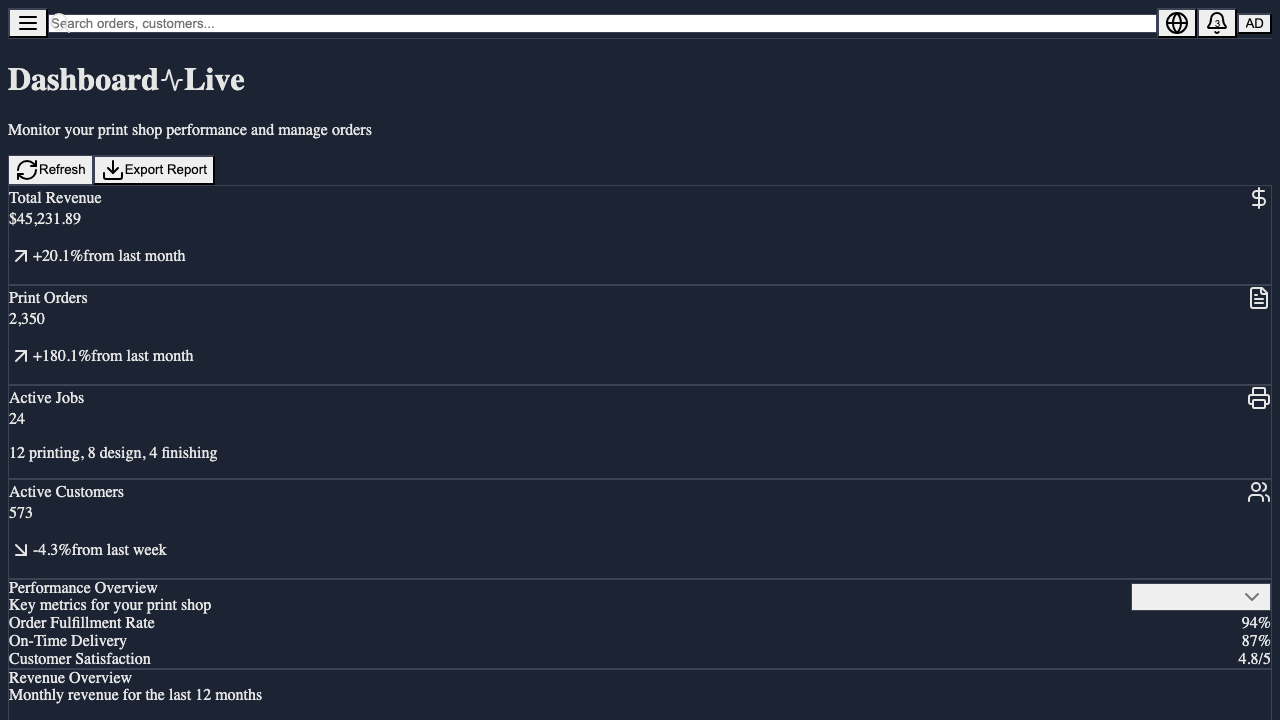 Search orders, customers...
3
AD
Dashboard Live
Monitor your print shop performance and manage orders
Refresh Export Report
Total Revenue
$45,231.89
+20.1%from last month
Print Orders
2,350
+180.1%from last month
Active Jobs
24
12 printing, 8 design, 4 finishing
Active Customers
573
-4.3%from last week
Performance Overview
Key metrics for your print shop
Order Fulfillment Rate 94%
On-Time Delivery 87%
Customer Satisfaction 4.8/5
Revenue Overview
Monthly revenue for the last 12 months